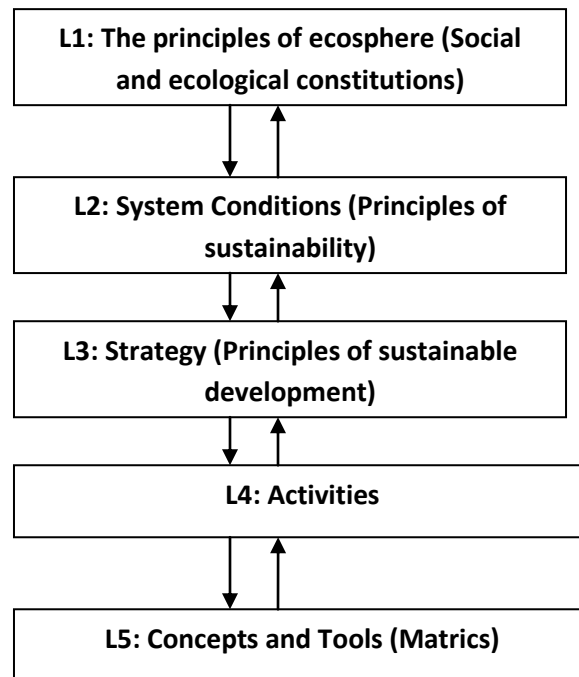 L1: The principles of ecosphere (Social
and ecological constitutions)
L2: System Conditions (Principles of
sustainability)
L3: Strategy (Principles of sustainable
development)
L4: Activities
L5: Concepts and Tools (Matrics)